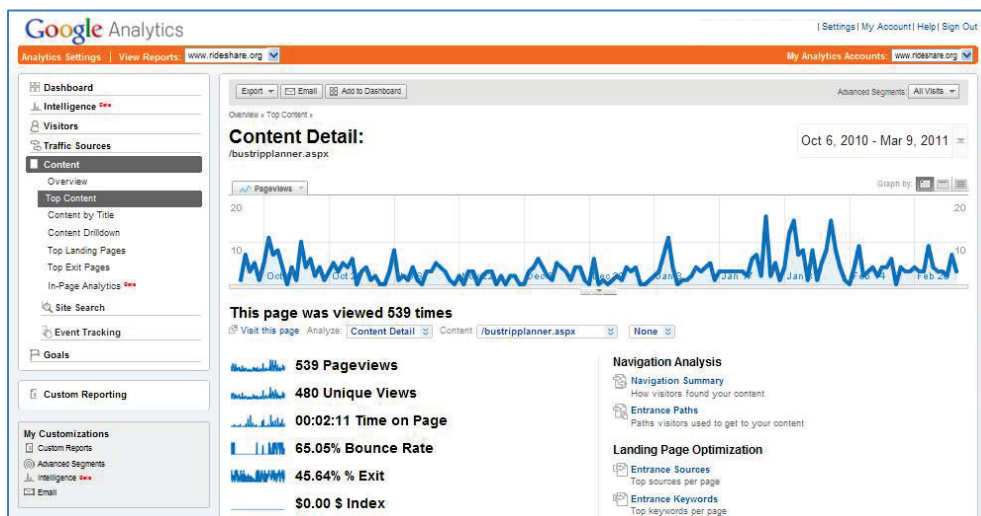 Google Analytics
| Settings | My Account | Help | Sign Out
Analytics Settings | View Reports: www.rideshare.org
My Analytics Accounts: www.rideshare.org
Dashboard
Intelligence Beta
Visitors
Traffic Sources
Content
Overview
Top Content
Content by Title
Content Drilldown
Top Landing Pages
Top Exit Pages
In-Page Analytics Beta
Site Search
Event Tracking
Goals
Custom Reporting
My Customizations
Custom Reports
Advanced Segments
Intelligence Beta
Email
Export Email Add to Dashboard
Advanced Segments: All Visits
Overview » Top Content »
Content Detail:
/bustripplanner.aspx
Oct 6, 2010 - Mar 9, 2011
Pageviews
Graph by:
20 20
10 10
This page was viewed 539 times
Visit this page Analyze: Content Detail Content /bustripplanner.aspx None
539 Pageviews
480 Unique Views
00:02:11 Time on Page
65.05% Bounce Rate
45.64% % Exit
$0.00 $ Index
Navigation Analysis
Navigation Summary
How visitors found your content
Entrance Paths
Paths visitors used to get to your content
Landing Page Optimization
Entrance Sources
Top sources per page
Entrance Keywords
Top keywords per page